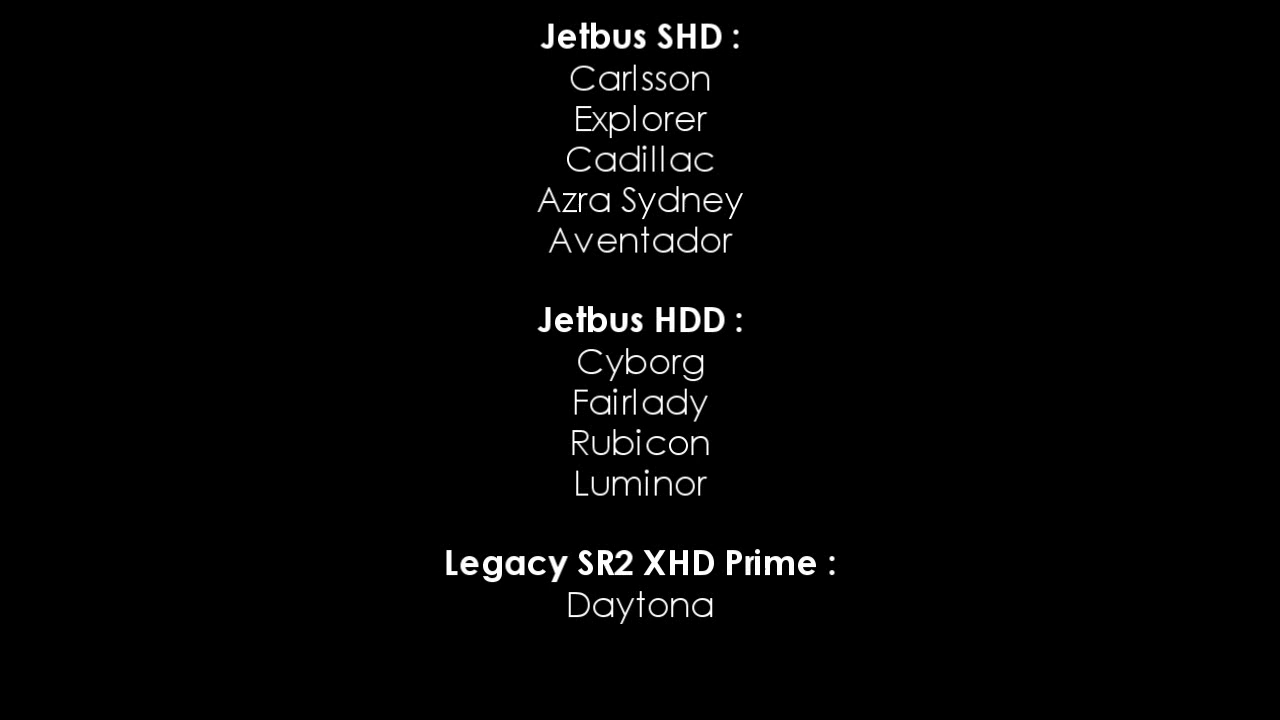 Jetbus SHD :
Carlsson
Explorer
Cadillac
Azra Sydney
Aventador
Jetbus HDD :
Cyborg
Fairlady
Rubicon
Luminor
Legacy SR2 XHD Prime :
Daytona